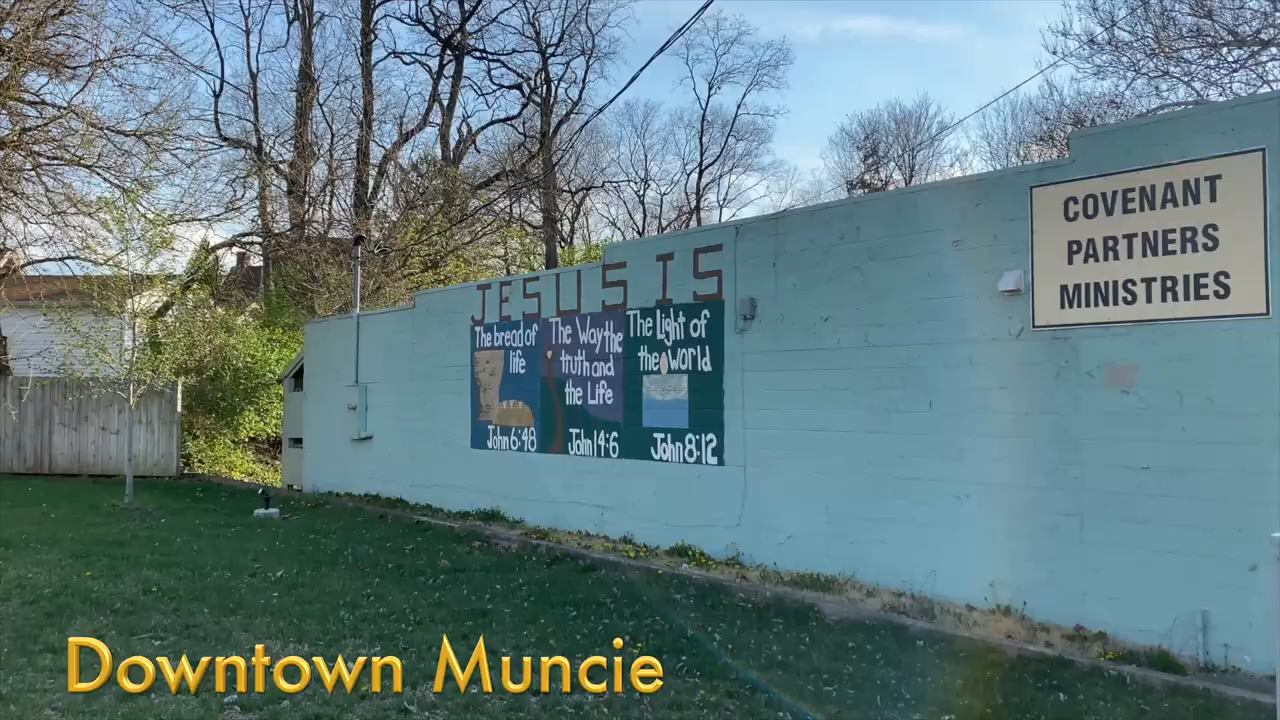 COVENANT
PARTNERS
MINISTRIES
JESUS IS
The bread of
life
John 6:48
The Way the
truth and
the Life
John 14:6
The Light of
the world
John 8:12
Downtown Muncie